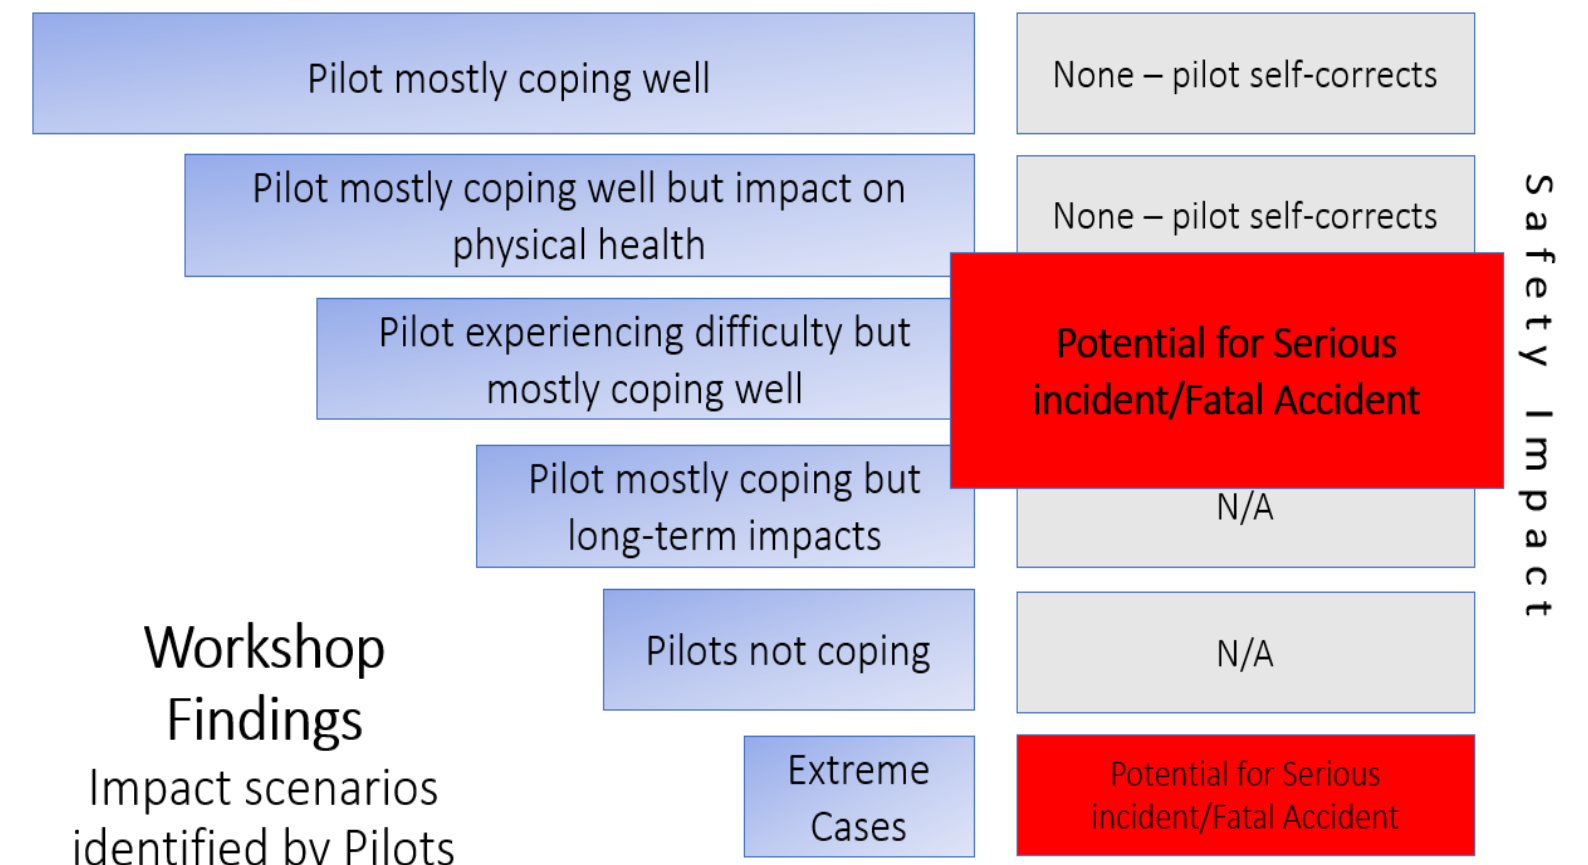 Pilot mostly coping well
None – pilot self-corrects
Pilot mostly coping well but impact on
physical health
None – pilot self-corrects
Pilot experiencing difficulty but
mostly coping well
Potential for Serious
incident/Fatal Accident
Pilot mostly coping but
long-term impacts
N/A
Pilots not coping
N/A
Extreme
Cases
Potential for Serious
incident/Fatal Accident
Safety Impact
Workshop
Findings
Impact scenarios
identified by Pilots